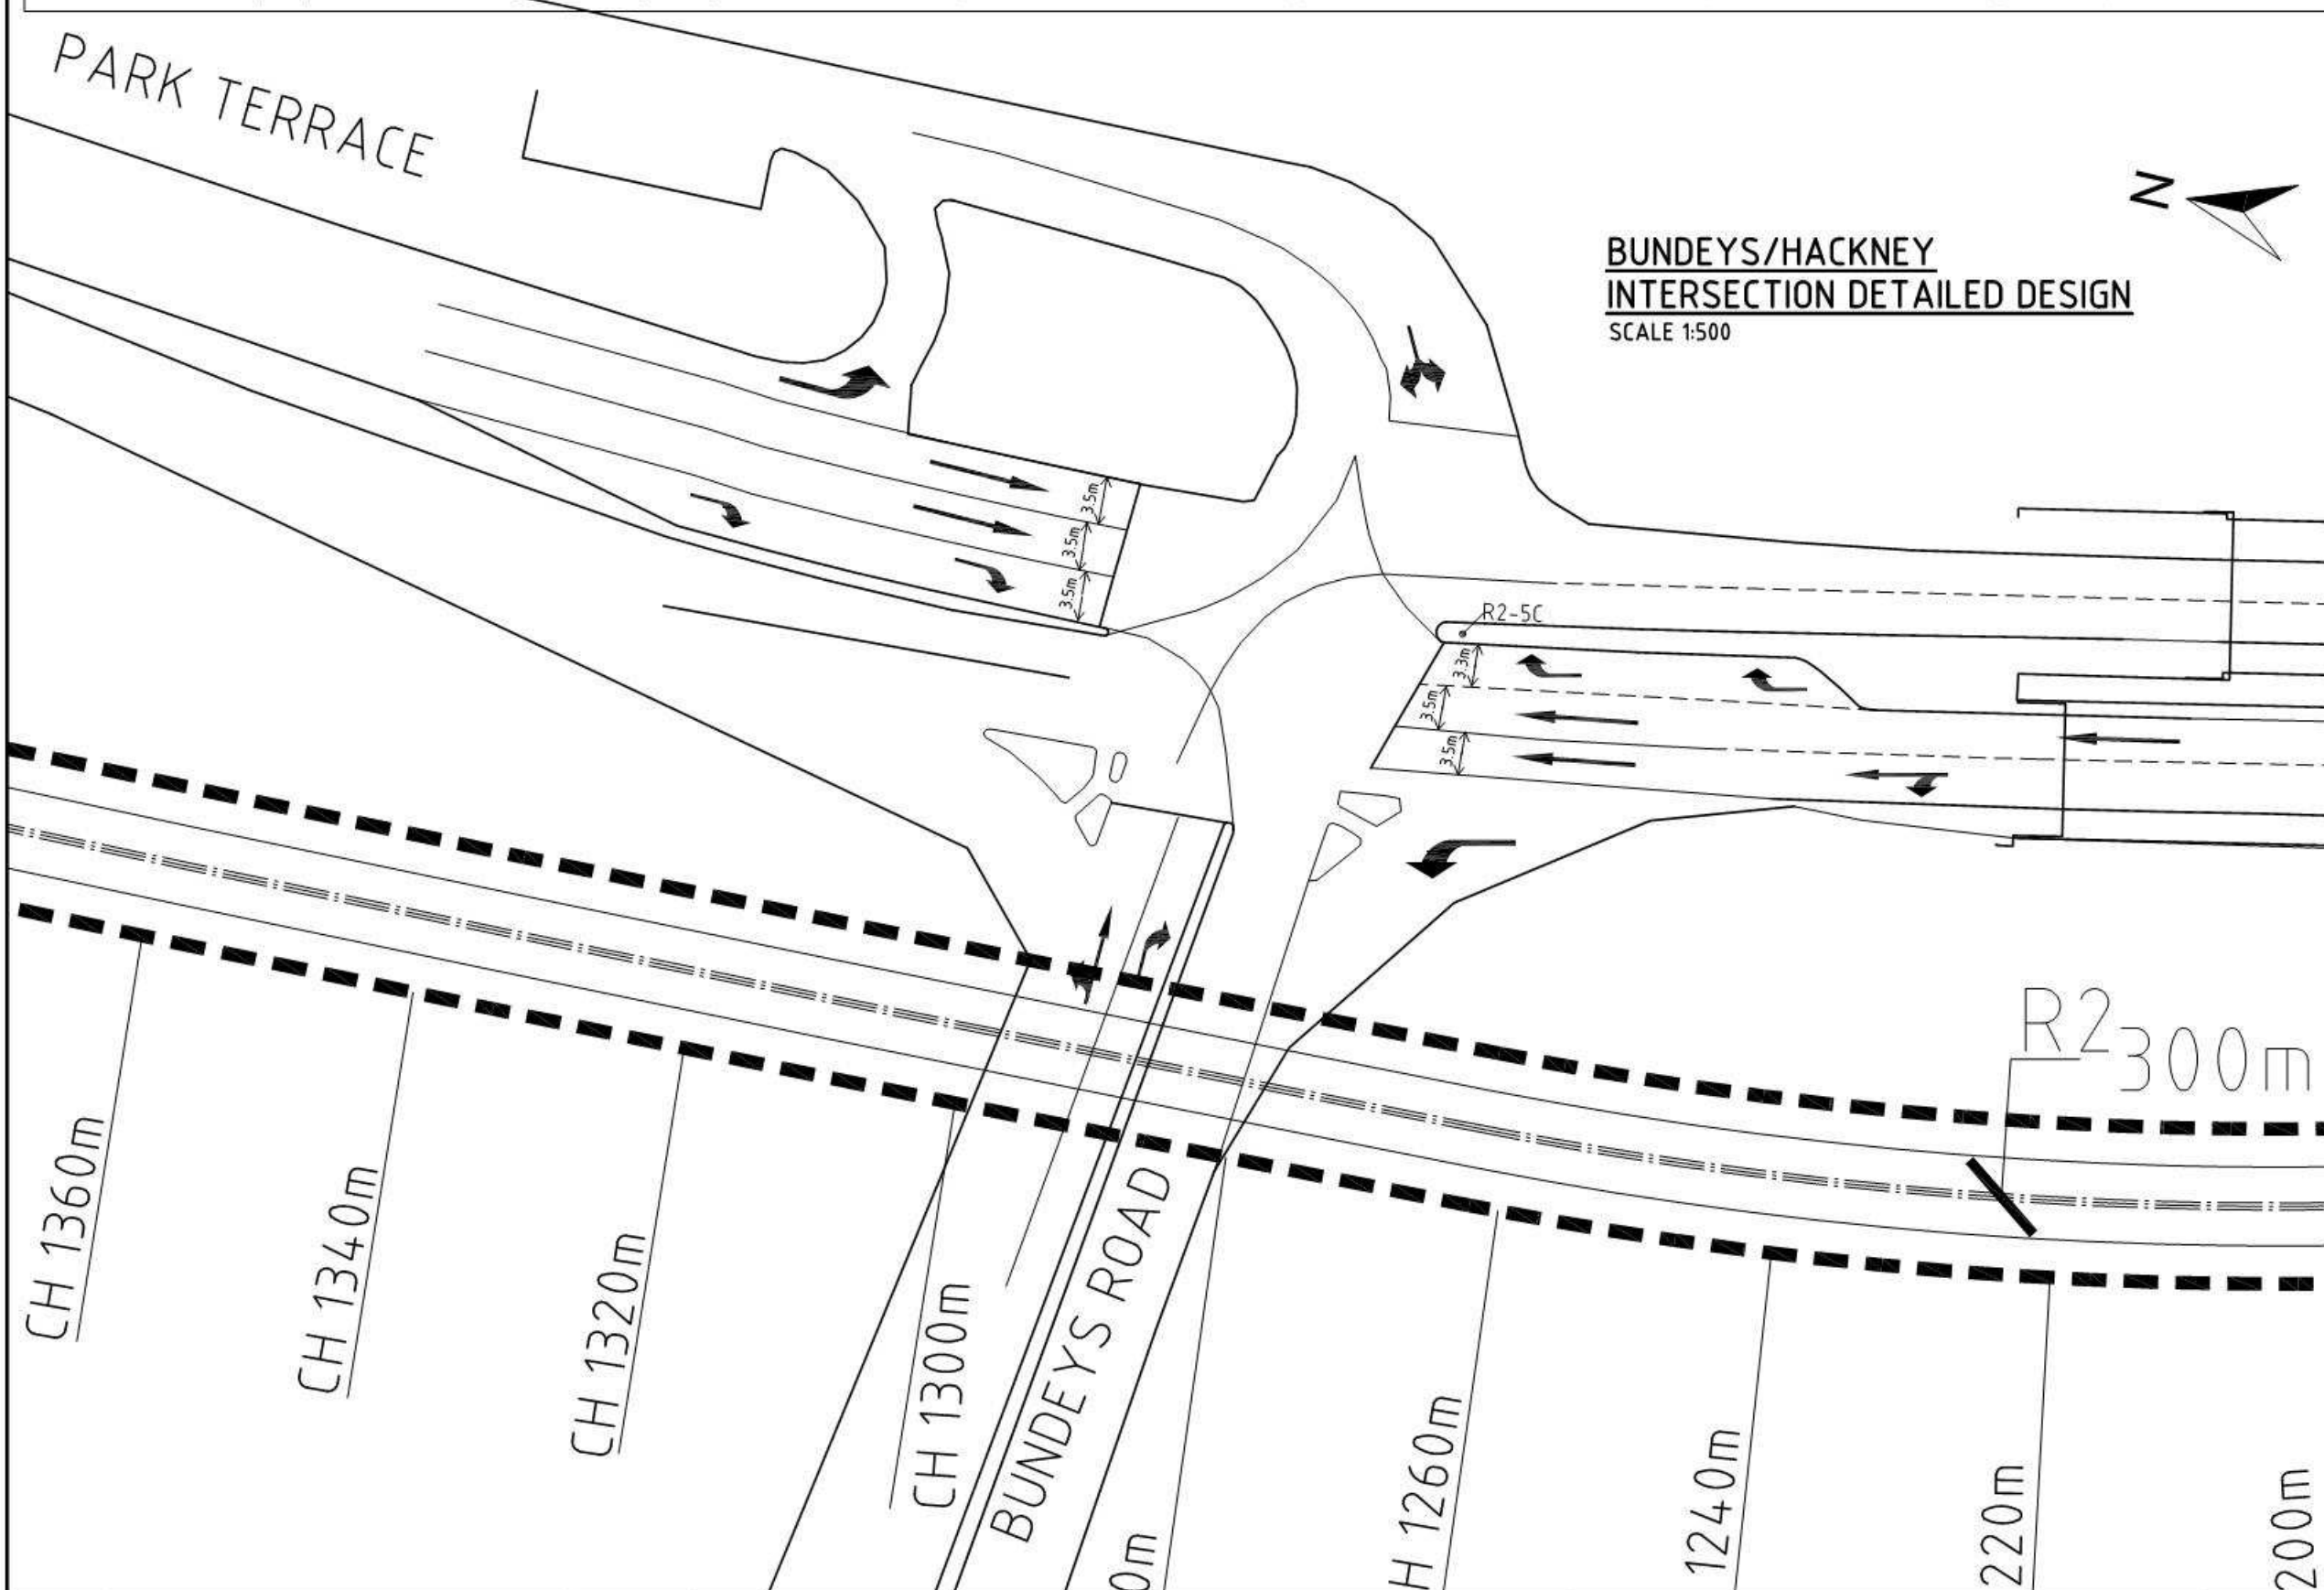 PARK TERRACE
N
BUNDEYS/HACKNEY
INTERSECTION DETAILED DESIGN
SCALE 1:500
3.5m
3.5m
3.5m
R2-5C
3.3m
3.5m
3.5m
R2
300m
CH 1360m
CH 1340m
CH 1320m
CH 1300m
BUNDEYS ROAD
0m
H 1260m
1240m
220m
200m